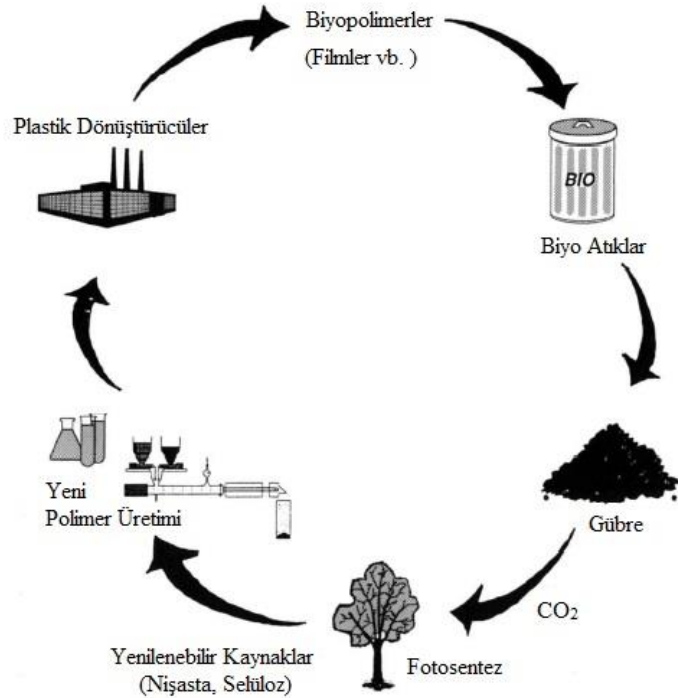 Biyopolimerler
(Filmler vb. )
Plastik Dönüştürücüler
BIO
Biyo Atıklar
Yeni
Polimer Üretimi
Gübre
CO₂
Yenilenebilir Kaynaklar
(Nişasta, Selüloz)
Fotosentez